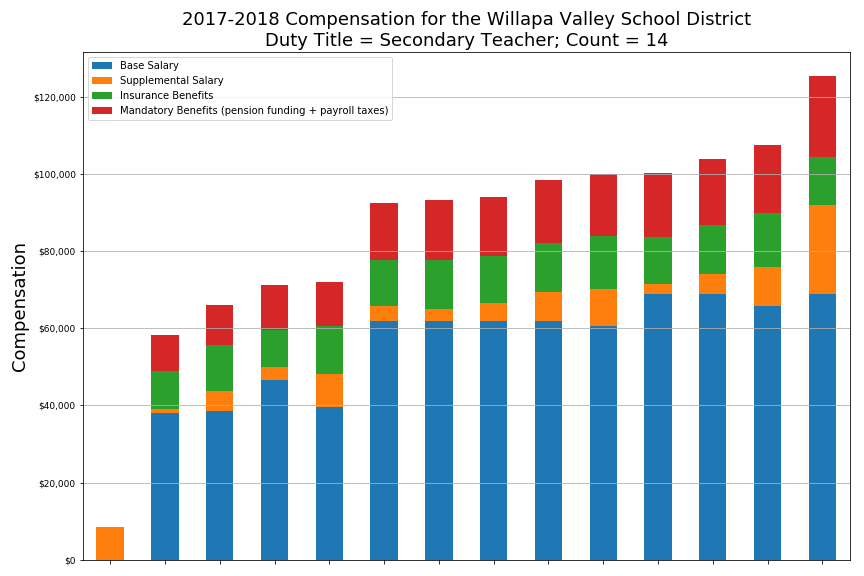 2017-2018 Compensation for the Willapa Valley School District
Duty Title = Secondary Teacher; Count = 14
Base Salary
Supplemental Salary
Insurance Benefits
Mandatory Benefits (pension funding + payroll taxes)
Compensation
$120,000
$100,000
$80,000
$60,000
$40,000
$20,000
$0